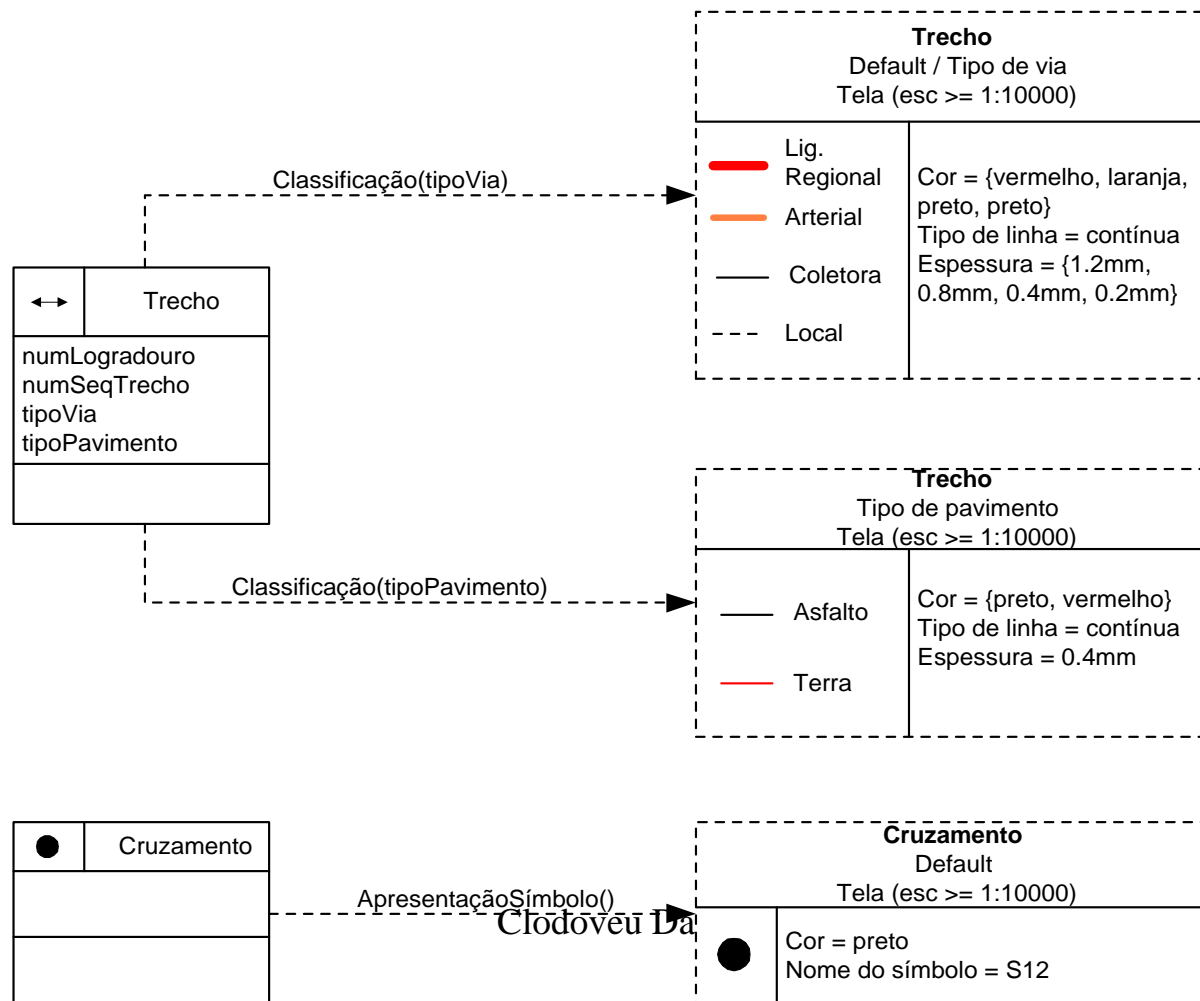 Trecho
Default / Tipo de via
Tela (esc >= 1:10000)
Lig.
Regional
Arterial
Coletora
Local
Cor = {vermelho, laranja,
preto, preto}
Tipo de linha = contínua
Espessura = {1.2mm,
0.8mm, 0.4mm, 0.2mm}
Classificação(tipoVia)
Trecho
numLogradouro
numSeqTrecho
tipoVia
tipoPavimento
Classificação(tipoPavimento)
Trecho
Tipo de pavimento
Tela (esc >= 1:10000)
Asfalto
Terra
Cor = {preto, vermelho}
Tipo de linha = contínua
Espessura = 0.4mm
Cruzamento
ApresentaçãoSímbolo()
Clodoveu Da
Cruzamento
Default
Tela (esc >= 1:10000)
Cor = preto
Nome do símbolo = S12